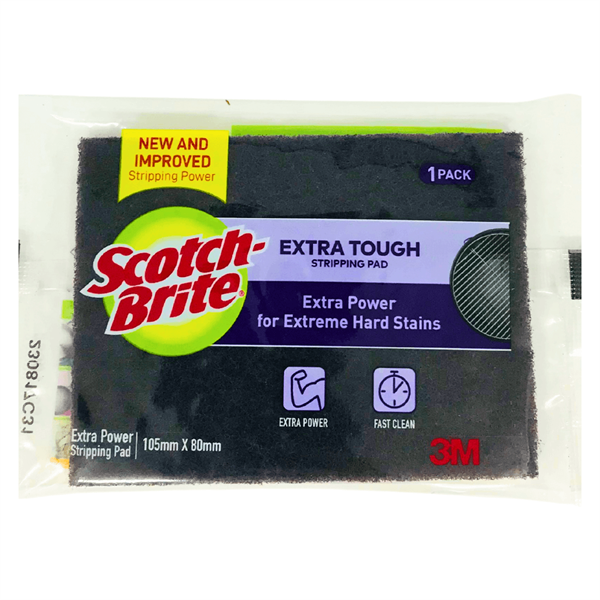 NEW AND
IMPROVED
Stripping Power
1 PACK
Scotch-
Brite®
EXTRA TOUGH
STRIPPING PAD
Extra Power
for Extreme Hard Stains
EXTRA POWER
FAST CLEAN
Extra Power
Stripping Pad
105mm X 80mm
3M
230817C31